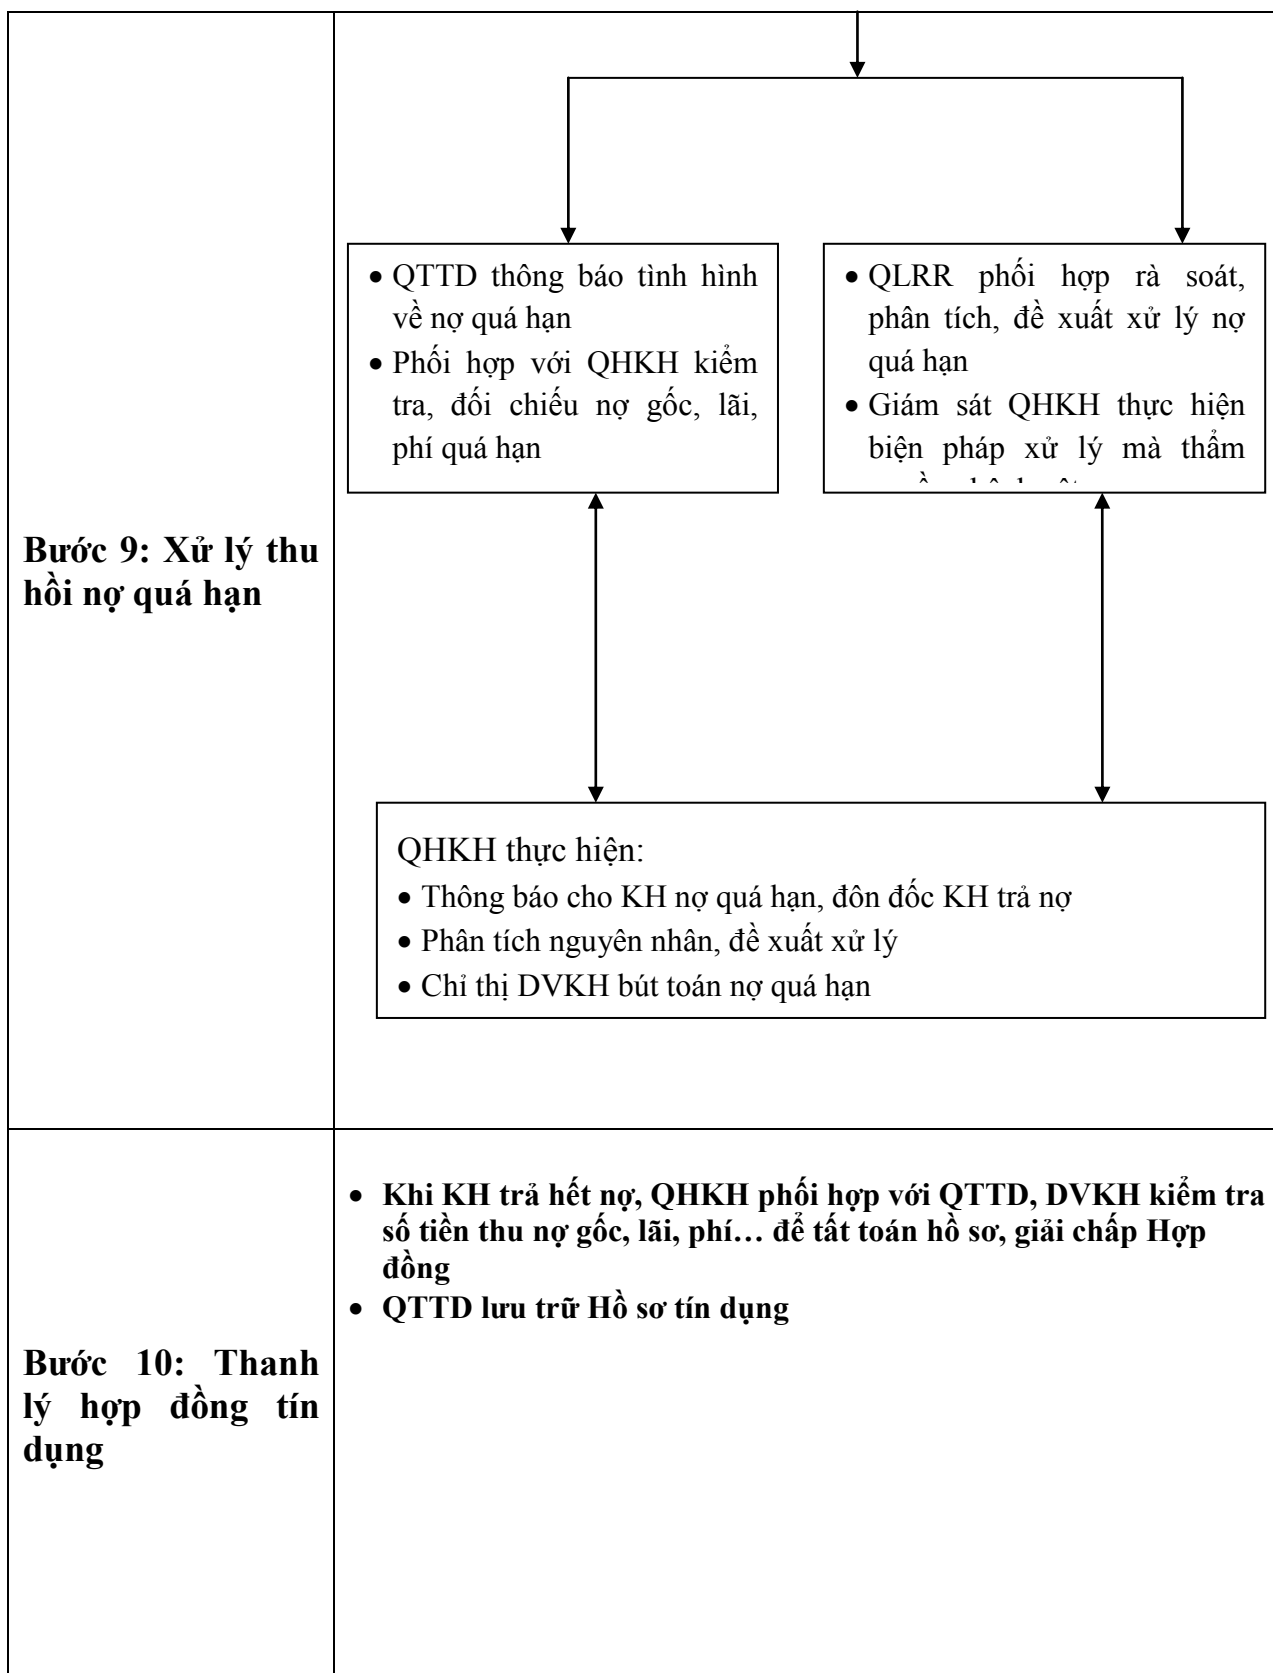 • QTTD thông báo tình hình
về nợ quá hạn
• Phối hợp với QHKH kiểm
tra, đối chiếu nợ gốc, lãi,
phí quá hạn
• QLRR phối hợp rà soát,
phân tích, đề xuất xử lý nợ
quá hạn
• Giám sát QHKH thực hiện
biện pháp xử lý mà thẩm
Bước 9: Xử lý thu
hồi nợ quá hạn
QHKH thực hiện:
• Thông báo cho KH nợ quá hạn, đôn đốc KH trả nợ
• Phân tích nguyên nhân, đề xuất xử lý
• Chỉ thị DVKH bút toán nợ quá hạn
• Khi KH trả hết nợ, QHKH phối hợp với QTTD, DVKH kiểm tra
số tiền thu nợ gốc, lãi, phí… để tất toán hồ sơ, giải chấp Hợp
đồng
• QTTD lưu trữ Hồ sơ tín dụng
Bước 10: Thanh
lý hợp đồng tín
dụng